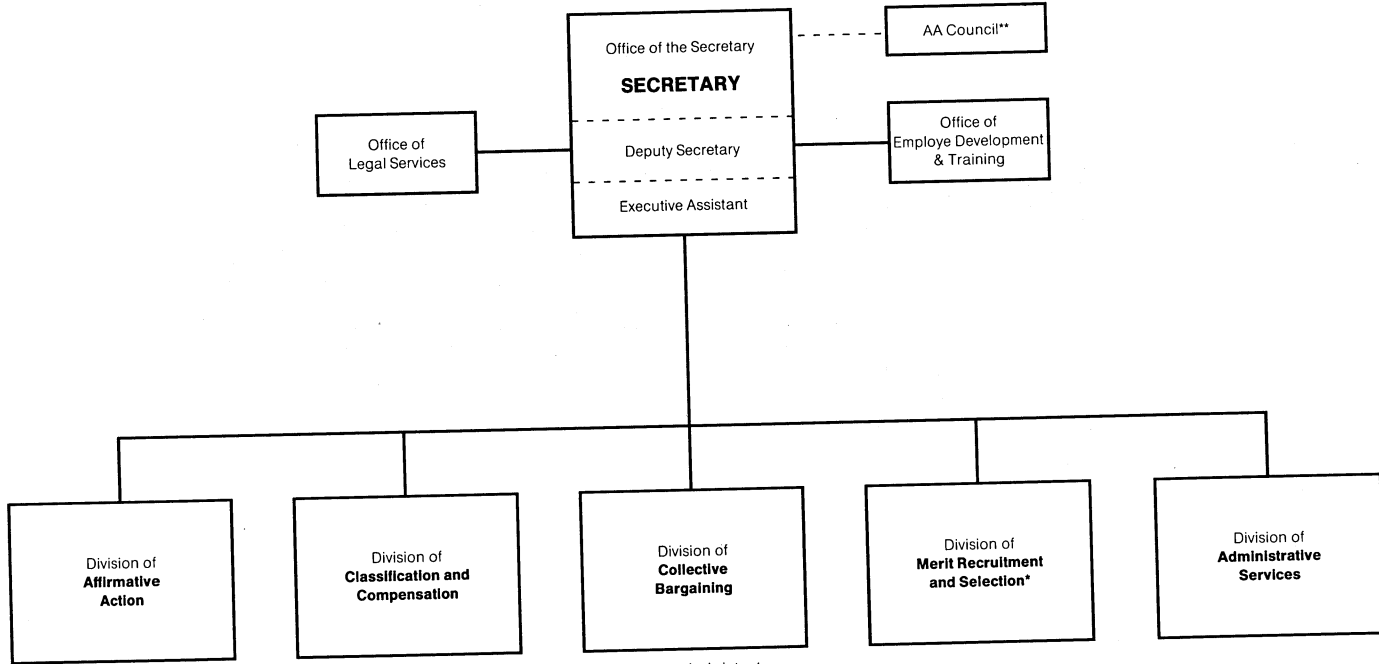 Office of the Secretary
SECRETARY
Deputy Secretary
Executive Assistant
AA Council**
Office of
Legal Services
Office of
Employe Development
& Training
Division of
Affirmative
Action
Division of
Classification and
Compensation
Division of
Collective
Bargaining
Division of
Merit Recruitment
and Selection*
Division of
Administrative
Services